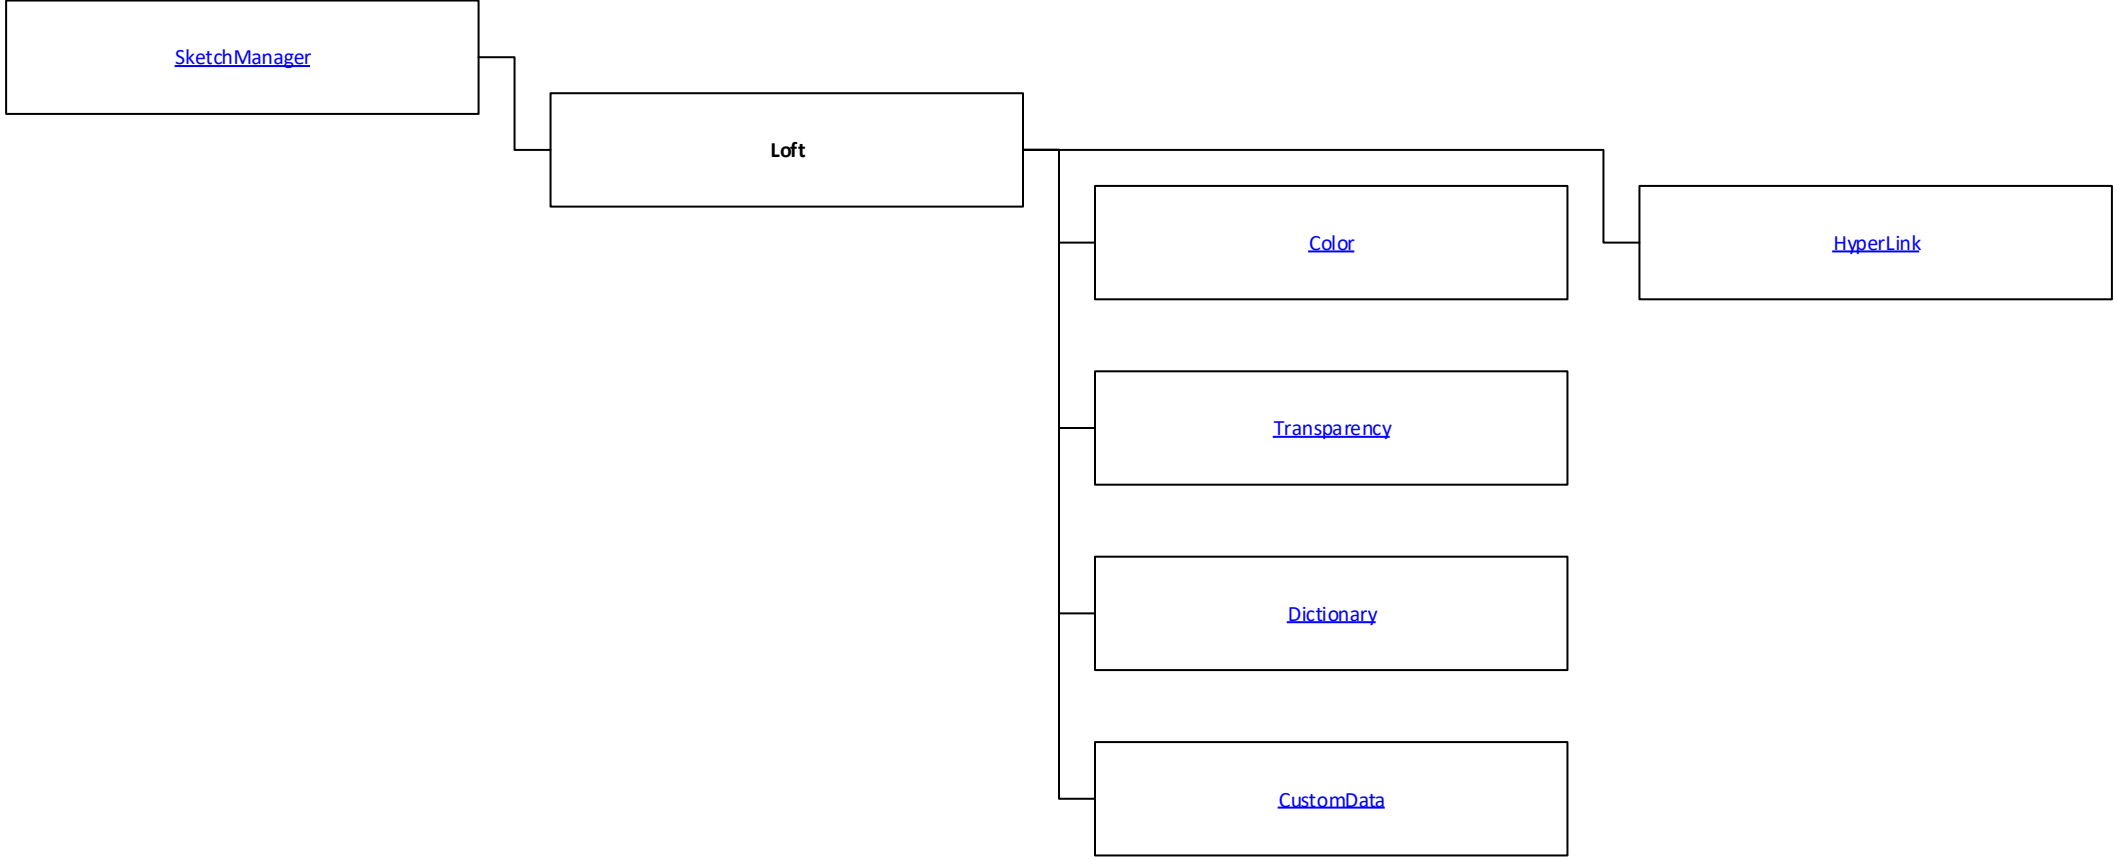 SketchManager
Loft
Color
HyperLink
Transparency
Dictionary
CustomData